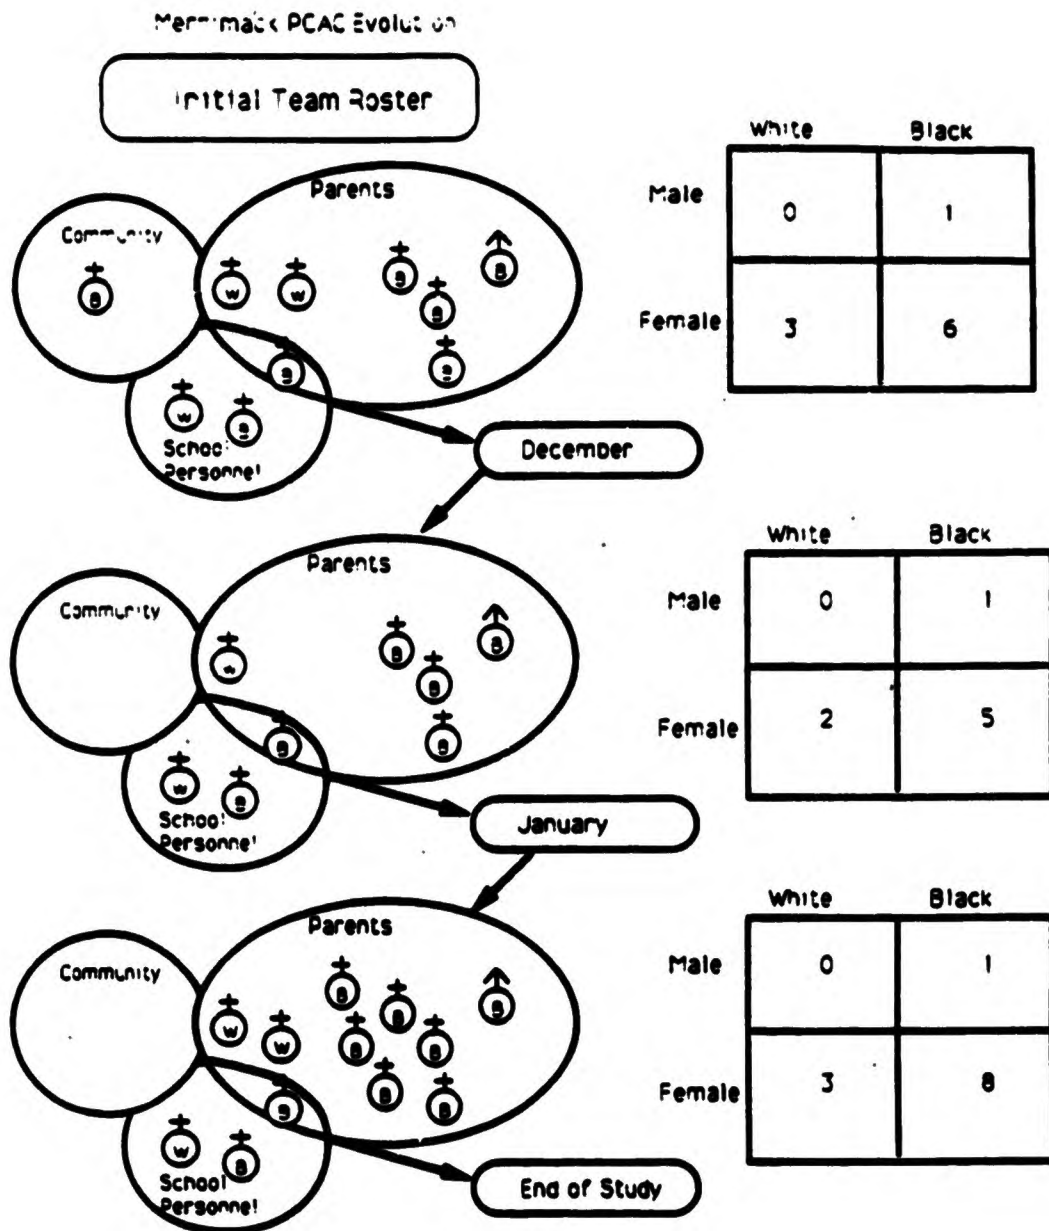 Merrimack PCAC Evolution
Initial Team Roster
White Black
Male 0 1
Female 3 6
Parents
Community
B
W W B B B B
B
W B
School
Personnel
December
White Black
Male 0 1
Female 2 5
Parents
Community
B B B B
B
W B
School
Personnel
January
White Black
Male 0 1
Female 3 8
Parents
Community
W W B B B B B B B
B
W B
School
Personnel
End of Study